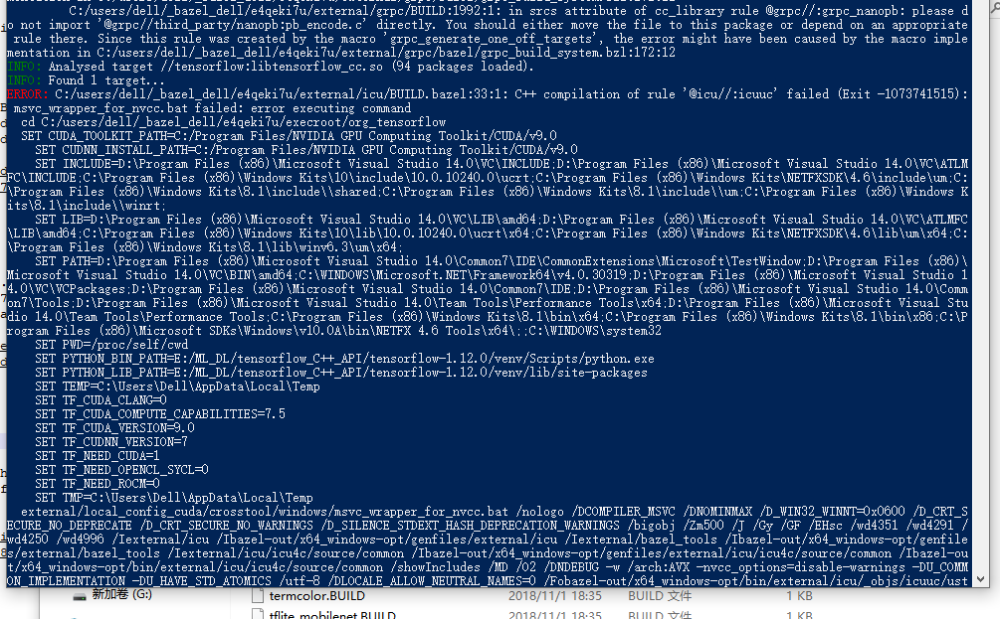 C:/users/dell/_bazel_dell/e4qeki7u/external/grpc/BUILD:1992:1: in srcs attribute of cc_library rule @grpc//:grpc_nanopb: please d
o not import '@grpc//third_party/nanopb:pb_encode.c' directly. You should either move the file to this package or depend on an appropriate
rule there. Since this rule was created by the macro 'grpc_generate_one_off_targets', the error might have been caused by the macro imple
mentation in C:/users/dell/_bazel_dell/e4qeki7u/external/grpc/bazel/grpc_build_system.bzl:172:12
INFO: Analysed target //tensorflow:libtensorflow_cc.so (94 packages loaded).
INFO: Found 1 target...
ERROR: C:/users/dell/_bazel_dell/e4qeki7u/external/icu/BUILD.bazel:33:1: C++ compilation of rule '@icu//:icuuc' failed (Exit -1073741515):
msvc_wrapper_for_nvcc.bat failed: error executing command
cd C:/users/dell/_bazel_dell/e4qeki7u/execroot/org_tensorflow
SET CUDA_TOOLKIT_PATH=C:/Program Files/NVIDIA GPU Computing Toolkit/CUDA/v9.0
SET CUDNN_INSTALL_PATH=C:/Program Files/NVIDIA GPU Computing Toolkit/CUDA/v9.0
SET INCLUDE=D:\Program Files (x86)\Microsoft Visual Studio 14.0\VC\INCLUDE;D:\Program Files (x86)\Microsoft Visual Studio 14.0\VC\ATLM
FC\INCLUDE;C:\Program Files (x86)\Windows Kits\10\include\10.0.10240.0\ucrt;C:\Program Files (x86)\Windows Kits\NETFXSDK\4.6\include\um;C:
\Program Files (x86)\Windows Kits\8.1\include\\shared;C:\Program Files (x86)\Windows Kits\8.1\include\\um;C:\Program Files (x86)\Windows K
its\8.1\include\\winrt;
SET LIB=D:\Program Files (x86)\Microsoft Visual Studio 14.0\VC\LIB\amd64;D:\Program Files (x86)\Microsoft Visual Studio 14.0\VC\ATLMFC
\LIB\amd64;C:\Program Files (x86)\Windows Kits\10\lib\10.0.10240.0\ucrt\x64;C:\Program Files (x86)\Windows Kits\NETFXSDK\4.6\lib\um\x64;C:
\Program Files (x86)\Windows Kits\8.1\lib\winv6.3\um\x64;
SET PATH=D:\Program Files (x86)\Microsoft Visual Studio 14.0\Common7\IDE\CommonExtensions\Microsoft\TestWindow;D:\Program Files (x86)\
Microsoft Visual Studio 14.0\VC\BIN\amd64;C:\WINDOWS\Microsoft.NET\Framework64\v4.0.30319;D:\Program Files (x86)\Microsoft Visual Studio 1
4.0\VC\VCPackages;D:\Program Files (x86)\Microsoft Visual Studio 14.0\Common7\IDE;D:\Program Files (x86)\Microsoft Visual Studio 14.0\Comm
on7\Tools;D:\Program Files (x86)\Microsoft Visual Studio 14.0\Team Tools\Performance Tools\x64;D:\Program Files (x86)\Microsoft Visual Stu
dio 14.0\Team Tools\Performance Tools;C:\Program Files (x86)\Windows Kits\8.1\bin\x64;C:\Program Files (x86)\Windows Kits\8.1\bin\x86;C:\P
rogram Files (x86)\Microsoft SDKs\Windows\v10.0A\bin\NETFX 4.6 Tools\x64\;;C:\WINDOWS\system32
SET PWD=/proc/self/cwd
SET PYTHON_BIN_PATH=E:/ML_DL/tensorflow_C++_API/tensorflow-1.12.0/venv/Scripts/python.exe
SET PYTHON_LIB_PATH=E:/ML_DL/tensorflow_C++_API/tensorflow-1.12.0/venv/lib/site-packages
SET TEMP=C:\Users\Dell\AppData\Local\Temp
SET TF_CUDA_CLANG=0
SET TF_CUDA_COMPUTE_CAPABILITIES=7.5
SET TF_CUDA_VERSION=9.0
SET TF_CUDNN_VERSION=7
SET TF_NEED_CUDA=1
SET TF_NEED_OPENCL_SYCL=0
SET TF_NEED_ROCM=0
SET TMP=C:\Users\Dell\AppData\Local\Temp
external/local_config_cuda/crosstool/windows/msvc_wrapper_for_nvcc.bat /nologo /DCOMPILER_MSVC /DNOMINMAX /D_WIN32_WINNT=0x0600 /D_CRT_S
ECURE_NO_DEPRECATE /D_CRT_SECURE_NO_WARNINGS /D_SILENCE_STDEXT_HASH_DEPRECATION_WARNINGS /bigobj /Zm500 /J /Gy /GF /EHsc /wd4351 /wd4291 /
wd4250 /wd4996 /Iexternal/icu /Ibazel-out/x64_windows-opt/genfiles/external/icu /Iexternal/bazel_tools /Ibazel-out/x64_windows-opt/genfile
s/external/bazel_tools /Iexternal/icu/icu4c/source/common /Ibazel-out/x64_windows-opt/genfiles/external/icu/icu4c/source/common /Ibazel-ou
t/x64_windows-opt/bin/external/icu/icu4c/source/common /showIncludes /MD /O2 /DNDEBUG -w /arch:AVX -nvcc_options=disable-warnings -DU_COMM
ON_IMPLEMENTATION -DU_HAVE_STD_ATOMICS /utf-8 /DLOCALE_ALLOW_NEUTRAL_NAMES=0 /Fobazel-out/x64_windows-opt/bin/external/icu/_objs/icuuc/ust
新加卷 (G:)
termcolor.BUILD 2018/11/1 18:35 BUILD 文件 1 KB
tflite_mobilenet.BUILD 2018/11/1 18:35 BUILD 文件 1 KB